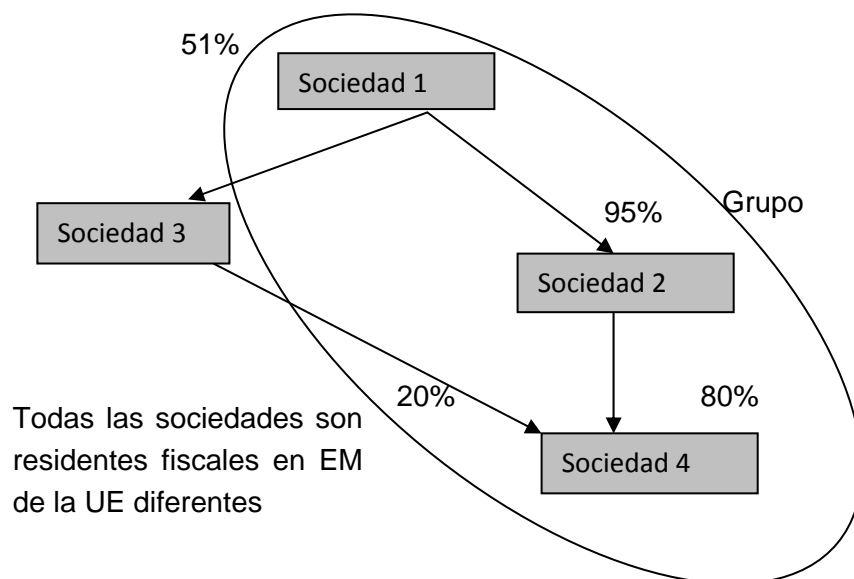 51%
Sociedad 1
Grupo
95%
Sociedad 3
Sociedad 2
20%
80%
Todas las sociedades son
residentes fiscales en EM
de la UE diferentes
Sociedad 4